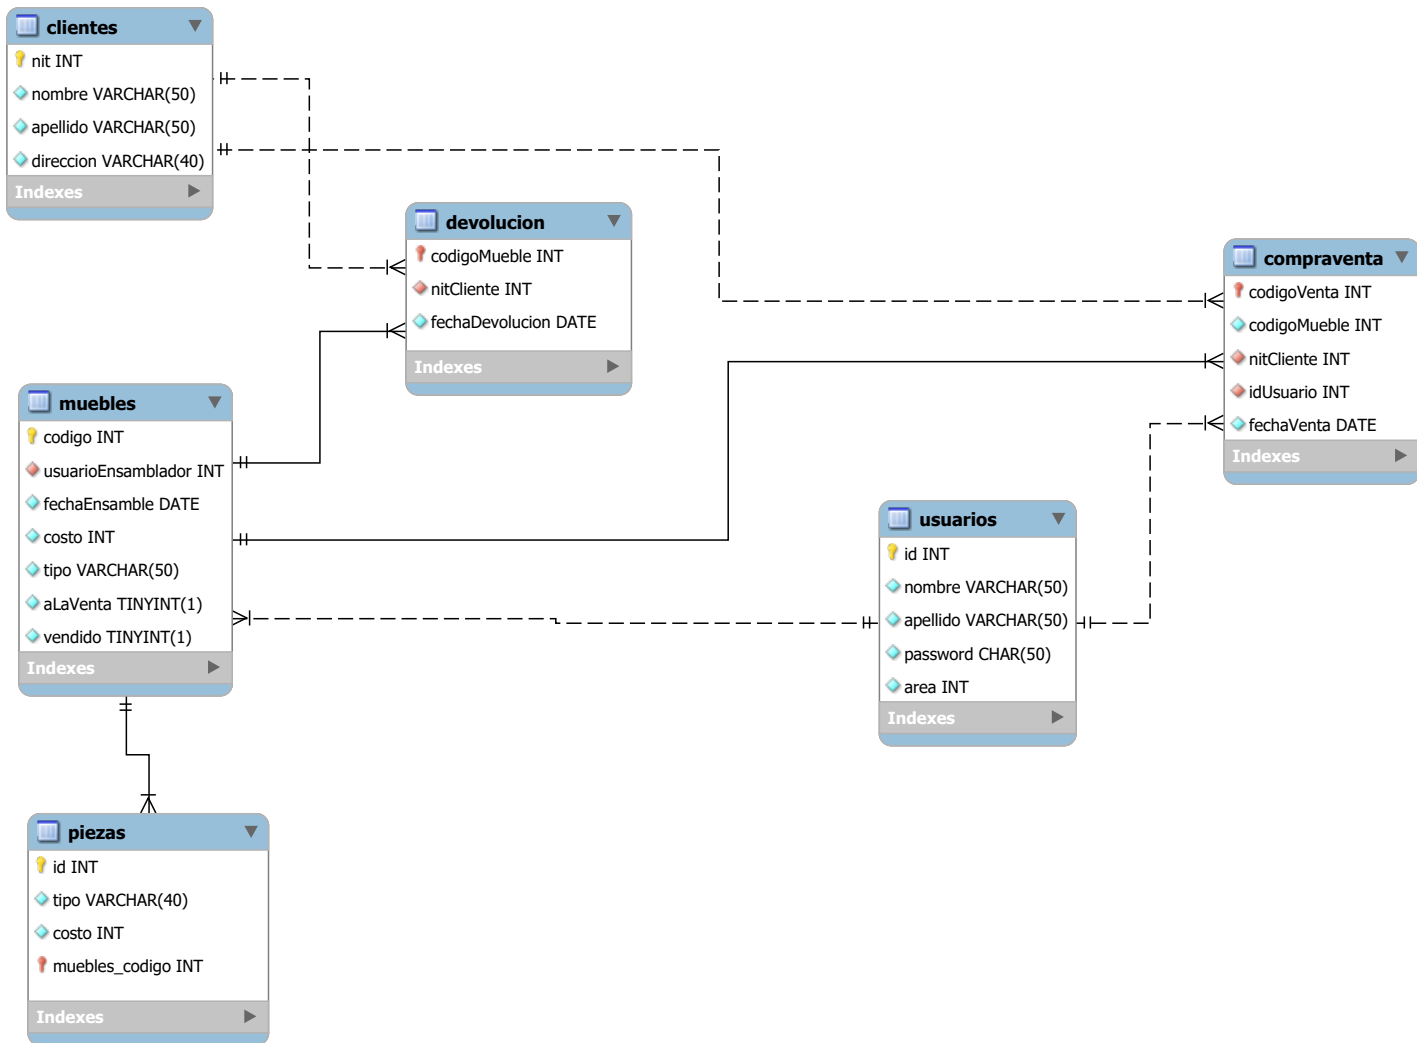 clientes
nit INT
nombre VARCHAR(50)
apellido VARCHAR(50)
direccion VARCHAR(40)
Indexes
devolucion
codigoMueble INT
nitCliente INT
fechaDevolucion DATE
Indexes
compraventa
codigoVenta INT
codigoMueble INT
nitCliente INT
idUsuario INT
fechaVenta DATE
Indexes
muebles
codigo INT
usuarioEnsamblador INT
fechaEnsamble DATE
costo INT
tipo VARCHAR(50)
aLaVenta TINYINT(1)
vendido TINYINT(1)
Indexes
usuarios
id INT
nombre VARCHAR(50)
apellido VARCHAR(50)
password CHAR(50)
area INT
Indexes
piezas
id INT
tipo VARCHAR(40)
costo INT
muebles_codigo INT
Indexes